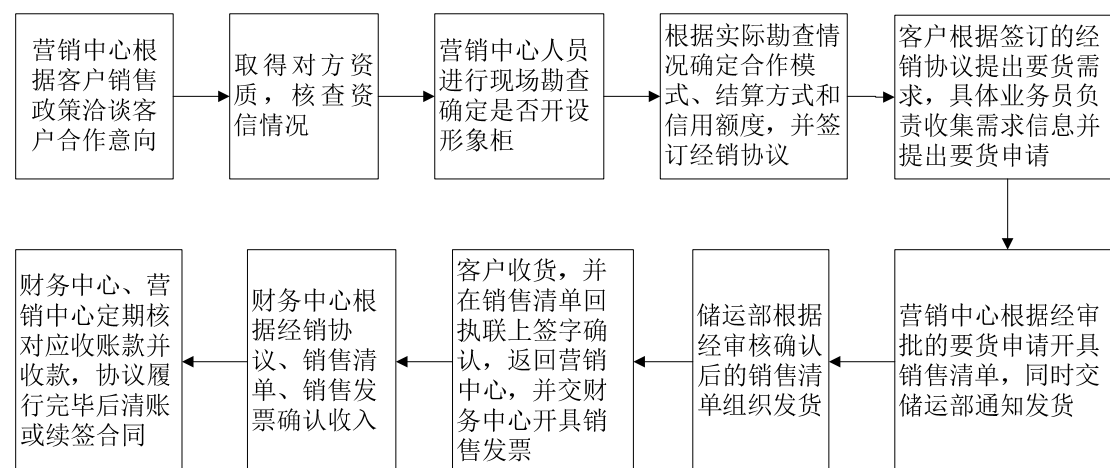 营销中心根
据客户销售
政策洽谈客
户合作意向
取得对方资
质，核查资
信情况
营销中心人员
进行现场勘查
确定是否开设
形象柜
根据实际勘查情
况确定合作模
式、结算方式和
信用额度，并签
订经销协议
客户根据签订的经
销协议提出要货需
求，具体业务员负
责收集需求信息并
提出要货申请
营销中心根据经审
批的要货申请开具
销售清单，同时交
储运部通知发货
储运部根据
经审核确认
后的销售清
单组织发货
客户收货，并
在销售清单回
执联上签字确
认，返回营销
中心，并交财
务中心开具销
售发票
财务中心根
据经销协
议、销售清
单、销售发
票确认收入
财务中心、营
销中心定期核
对应收账款并
收款，协议履
行完毕后清账
或续签合同